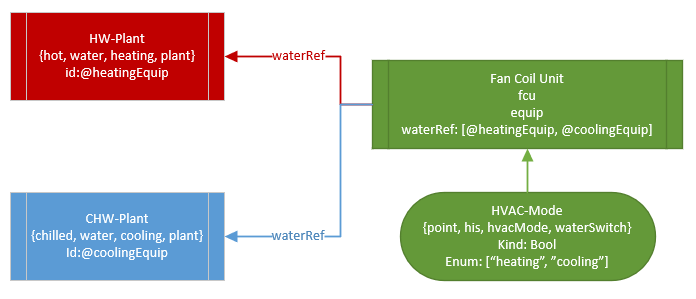 HW-Plant
{hot, water, heating, plant}
id:@heatingEquip
waterRef
Fan Coil Unit
fcu
equip
waterRef: [@heatingEquip, @coolingEquip]
CHW-Plant
{chilled, water, cooling, plant}
Id:@coolingEquip
waterRef
HVAC-Mode
{point, his, hvacMode, waterSwitch}
Kind: Bool
Enum: [“heating”, ”cooling”]